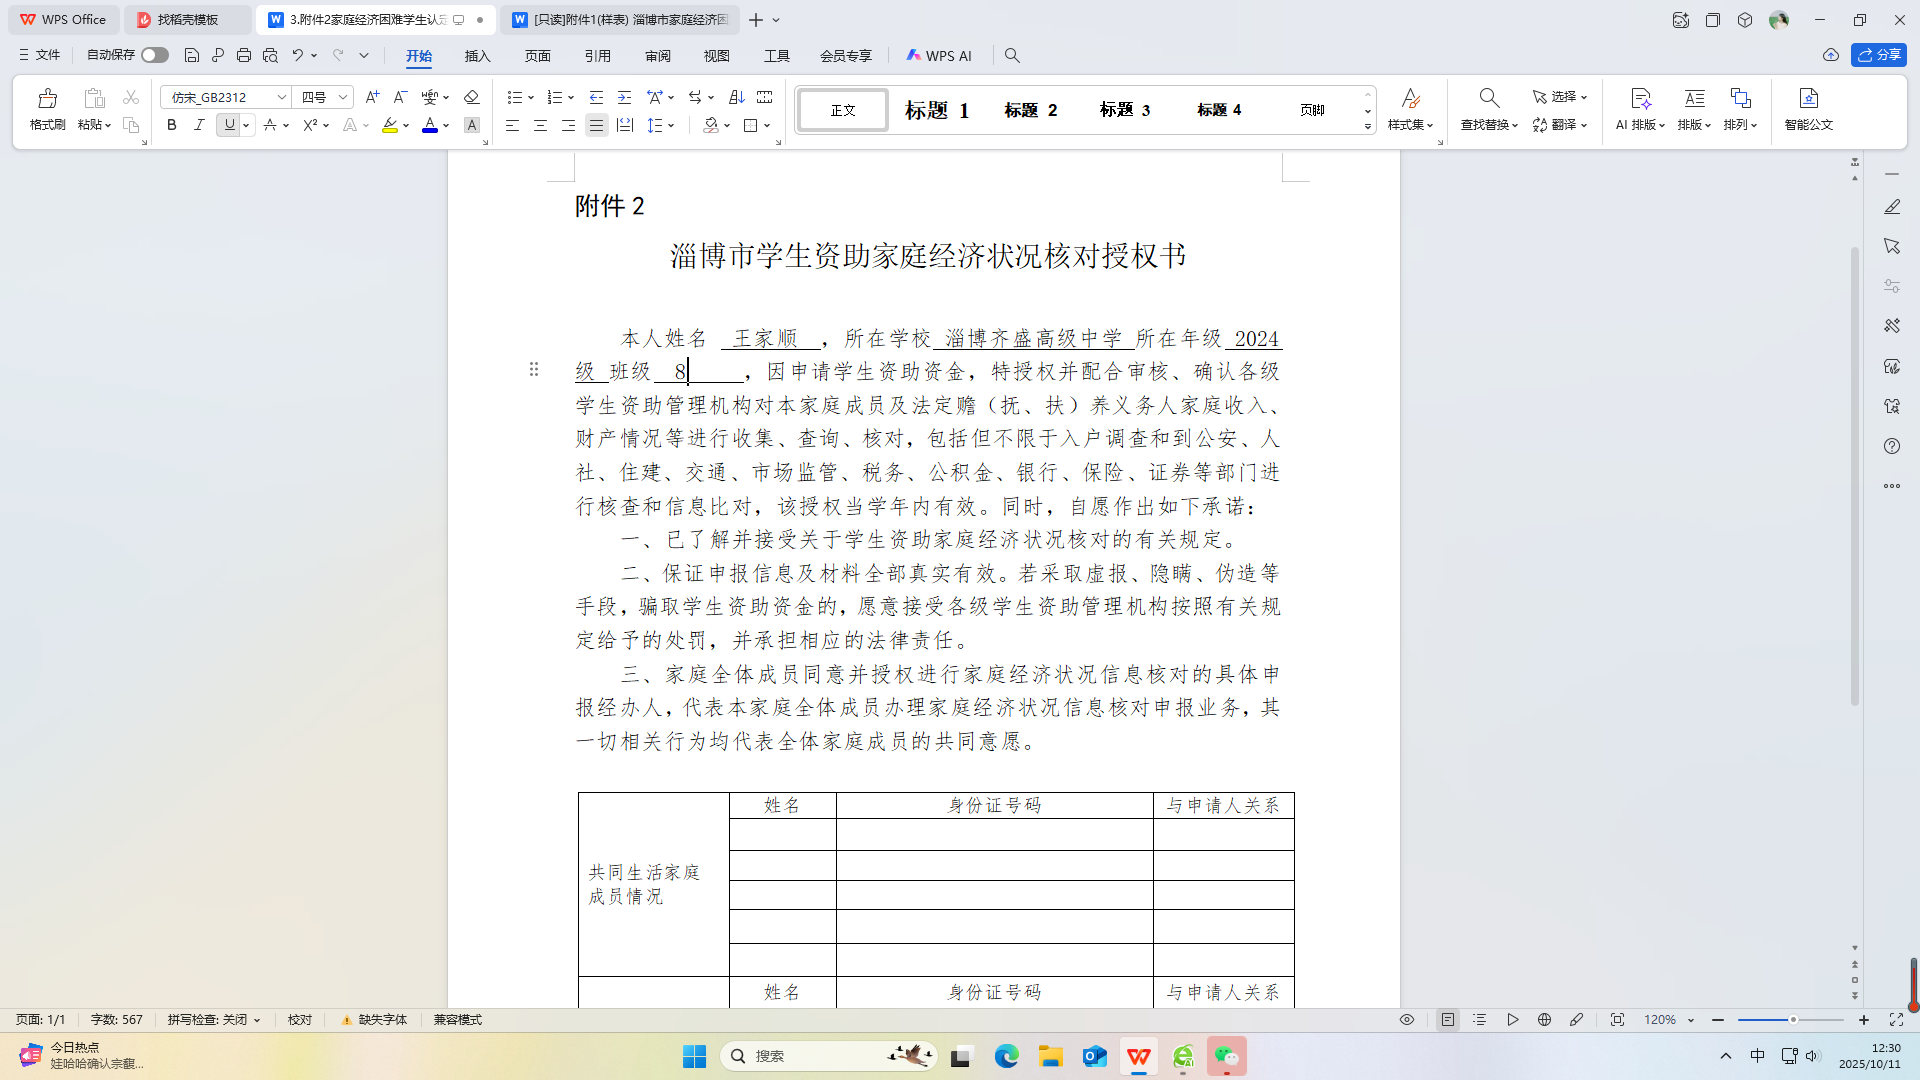 WPS Office
找稻壳模板
3.附件2家庭经济困难学生认定
[只读]附件1(样表) 淄博市家庭经济困
文件
自动保存
开始
插入
页面
引用
审阅
视图
工具
会员专享
WPS AI
分享
格式刷
粘贴
仿宋_GB2312
四号
正文
标题 1
标题 2
标题 3
标题 4
页脚
样式集
查找替换
选择
翻译
AI 排版
排版
排列
智能公文
附件 2
淄博市学生资助家庭经济状况核对授权书
本人姓名 王家顺 ，所在学校 淄博齐盛高级中学 所在年级 2024
级 班级 8 ，因申请学生资助资金，特授权并配合审核、确认各级
学生资助管理机构对本家庭成员及法定赡（抚、扶）养义务人家庭收入、
财产情况等进行收集、查询、核对，包括但不限于入户调查和到公安、人
社、住建、交通、市场监管、税务、公积金、银行、保险、证券等部门进
行核查和信息比对，该授权当学年内有效。同时，自愿作出如下承诺：
一、已了解并接受关于学生资助家庭经济状况核对的有关规定。
二、保证申报信息及材料全部真实有效。若采取虚报、隐瞒、伪造等
手段，骗取学生资助资金的，愿意接受各级学生资助管理机构按照有关规
定给予的处罚，并承担相应的法律责任。
三、家庭全体成员同意并授权进行家庭经济状况信息核对的具体申
报经办人，代表本家庭全体成员办理家庭经济状况信息核对申报业务，其
一切相关行为均代表全体家庭成员的共同意愿。
姓名 身份证号码 与申请人关系
共同生活家庭
成员情况
姓名 身份证号码 与申请人关系
页面: 1/1
字数: 567
拼写检查: 关闭
校对
缺失字体
兼容模式
120%
今日热点
娃哈哈确认宗馥...
搜索
中
12:30
2025/10/11